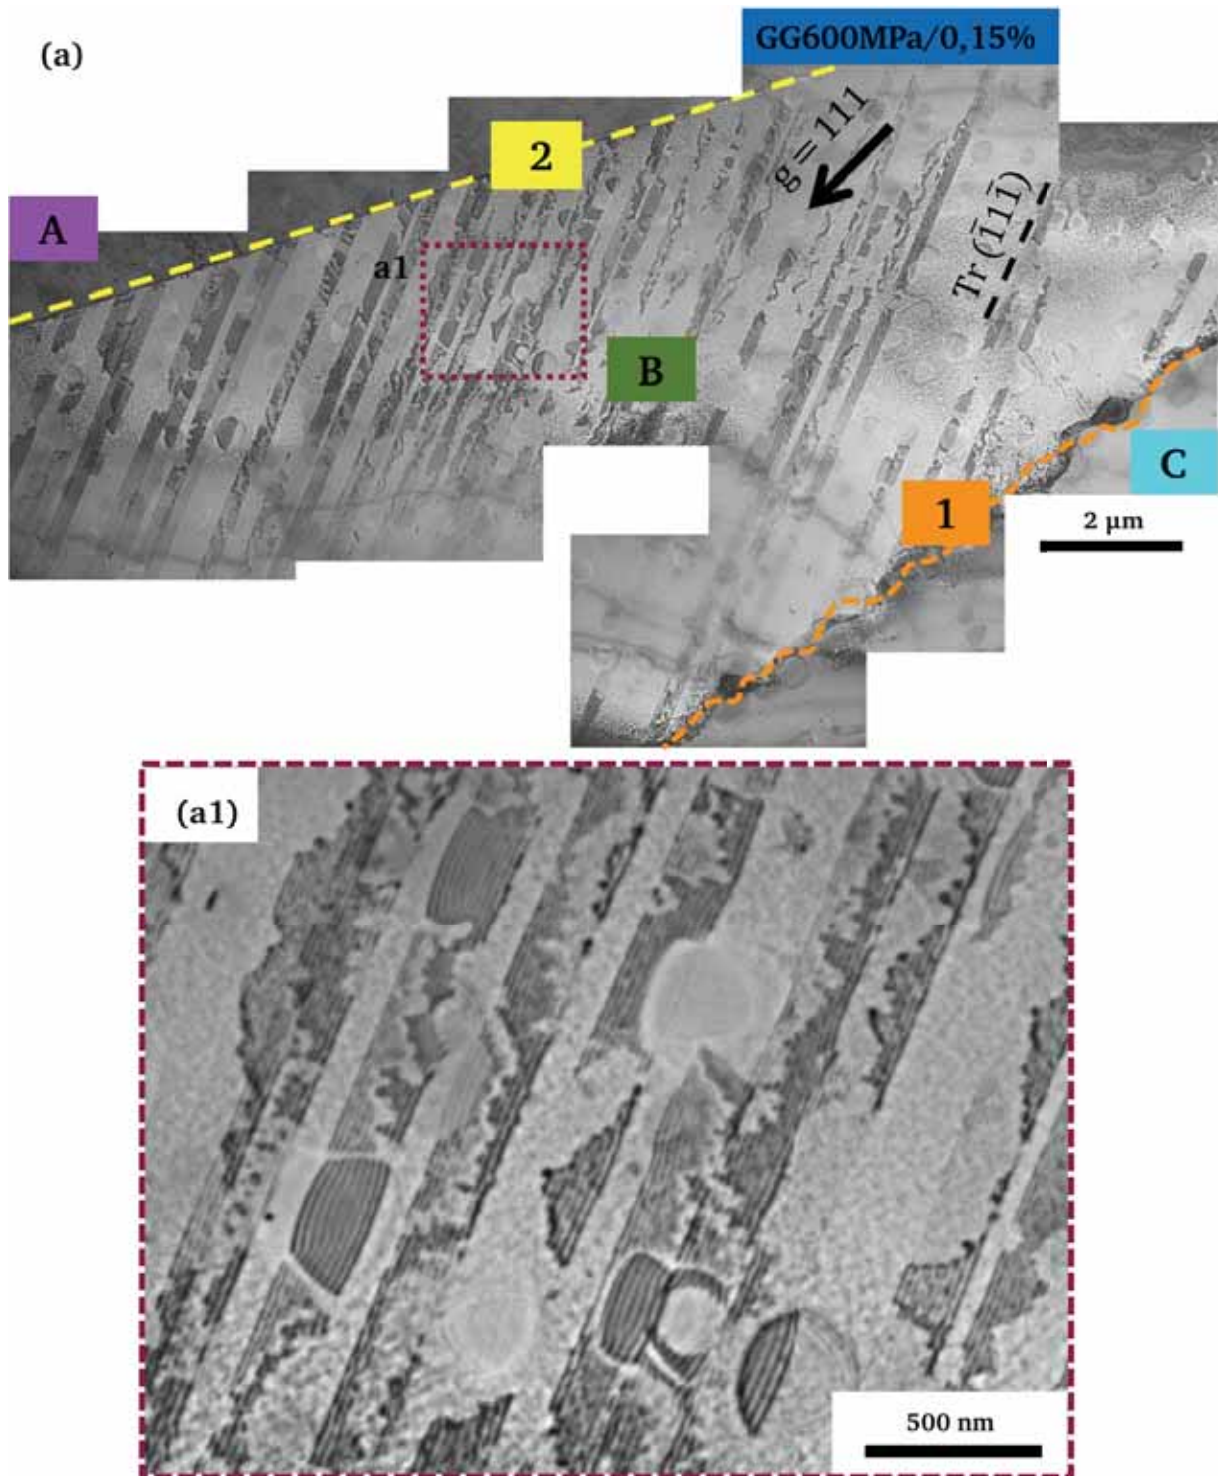 (a)
GG600MPa/0,15%
2
g = 111
A
a1
Tr (1̄11̄)
B
C
1
2 µm
(a1)
500 nm